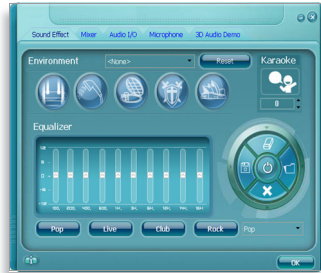 Sound Effect Mixer Audio I/O Microphone 3D Audio Demo
Environment <None> Reset Karaoke
0
Equalizer
Pop Live Club Rock Pop
OK